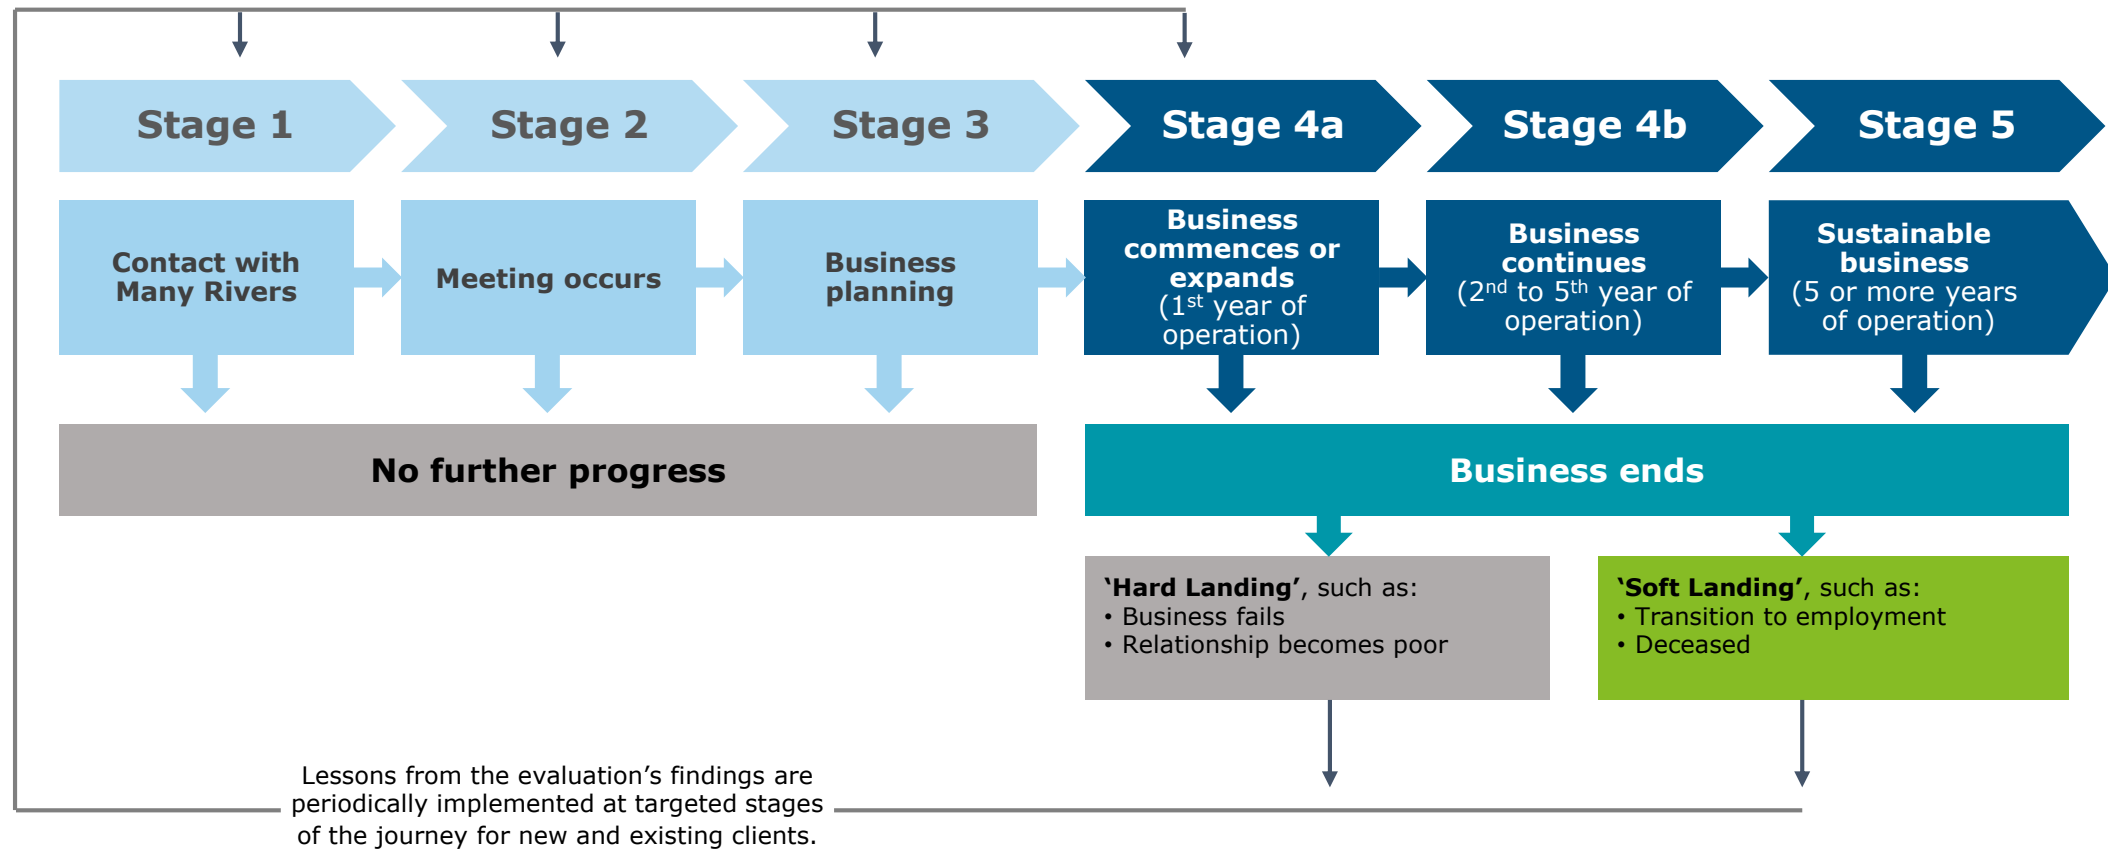 Stage 1
Stage 2
Stage 3
Stage 4a
Stage 4b
Stage 5
Contact with
Many Rivers
Meeting occurs
Business
planning
Business
commences or
expands
(1st year of
operation)
Business
continues
(2nd to 5th year of
operation)
Sustainable
business
(5 or more years
of operation)
No further progress
Business ends
‘Hard Landing’, such as:
• Business fails
• Relationship becomes poor
‘Soft Landing’, such as:
• Transition to employment
• Deceased
Lessons from the evaluation’s findings are
periodically implemented at targeted stages
of the journey for new and existing clients.